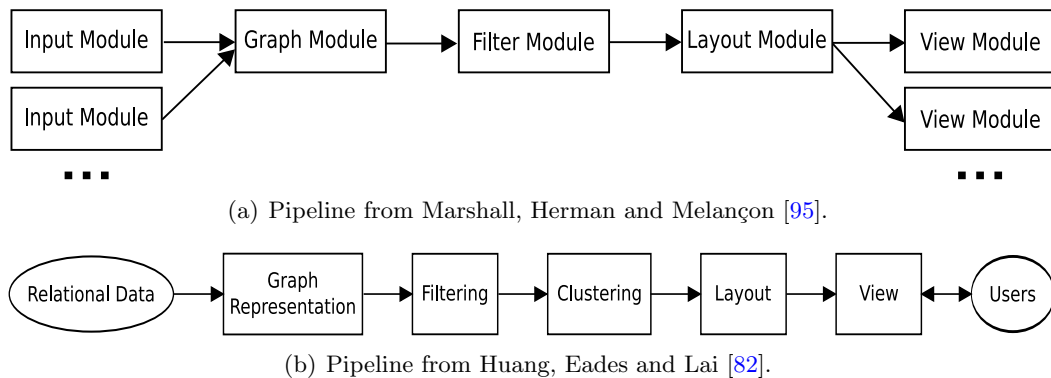 Input Module
Graph Module
Filter Module
Layout Module
View Module
Input Module
View Module
...
...
(a) Pipeline from Marshall, Herman and Melançon [95].
Relational Data
Graph
Representation
Filtering
Clustering
Layout
View
Users
(b) Pipeline from Huang, Eades and Lai [82].